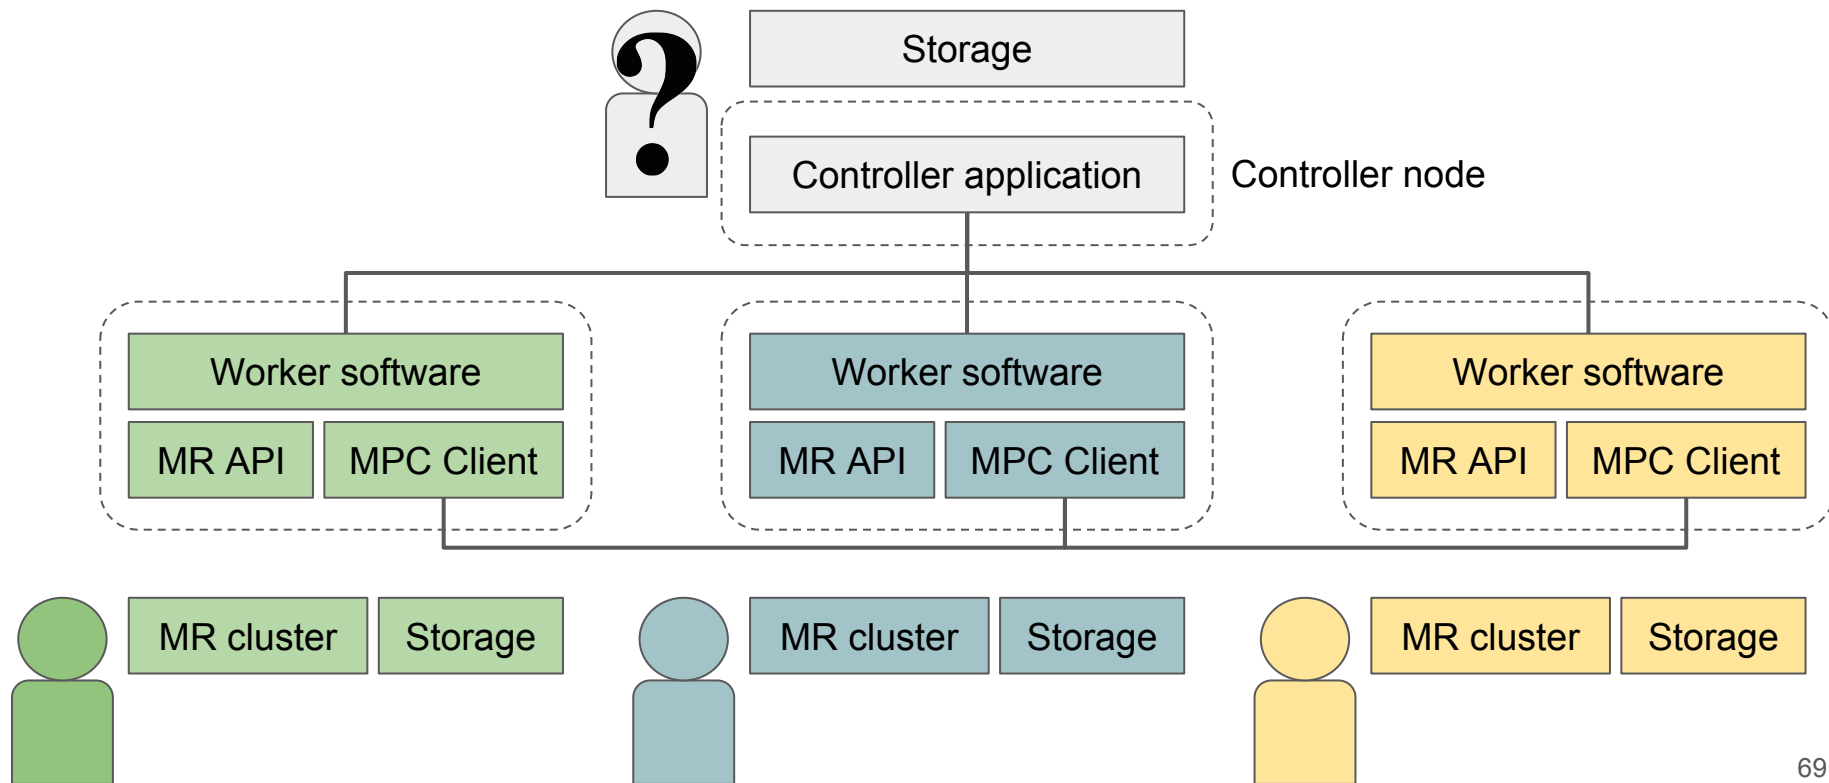 ?
Storage
Controller application
Controller node
Worker software
Worker software
Worker software
MR API
MPC Client
MR API
MPC Client
MR API
MPC Client
MR cluster
Storage
MR cluster
Storage
MR cluster
Storage
69